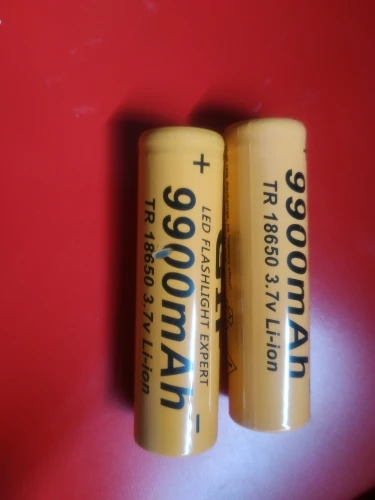 +
LED FLASHLIGHT EXPERT
9900mAh
TR 18650 3.7v Li-ion
-
9900mAh
TR 18650 3.7v Li-ion